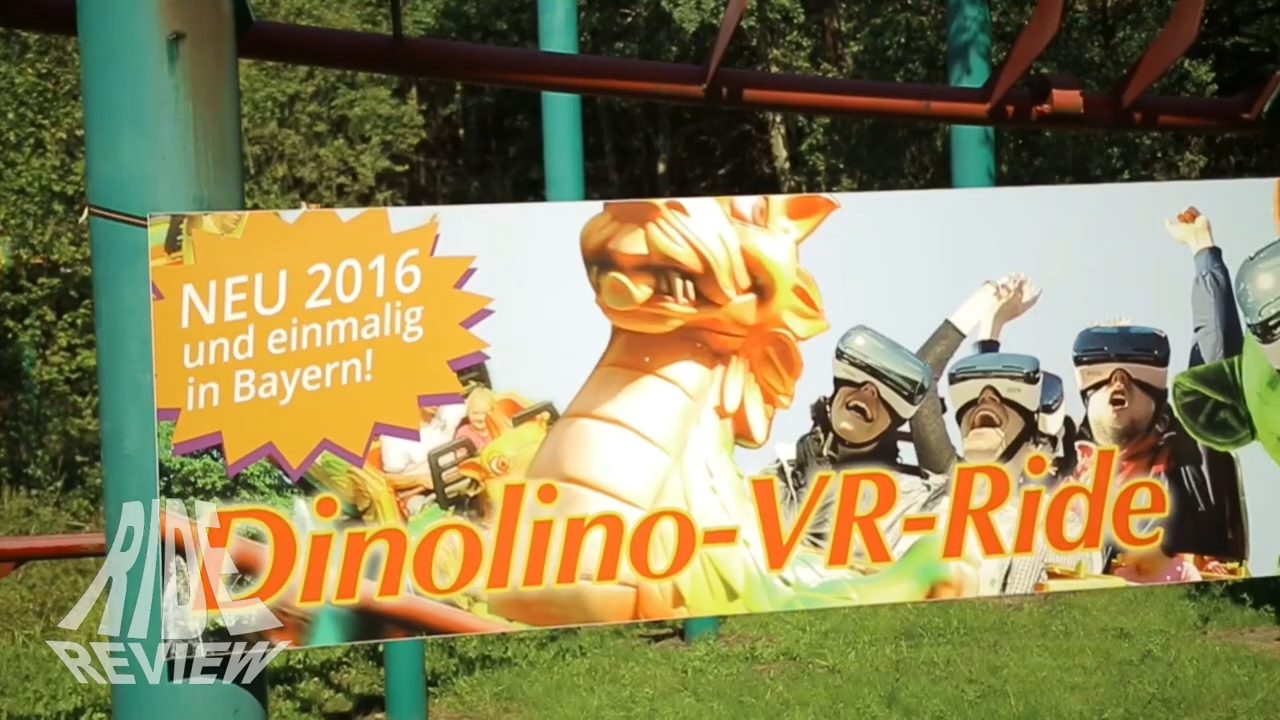 NEU 2016
und einmalig
in Bayern!
Dinolino-VR-Ride
RIDE
REVIEW